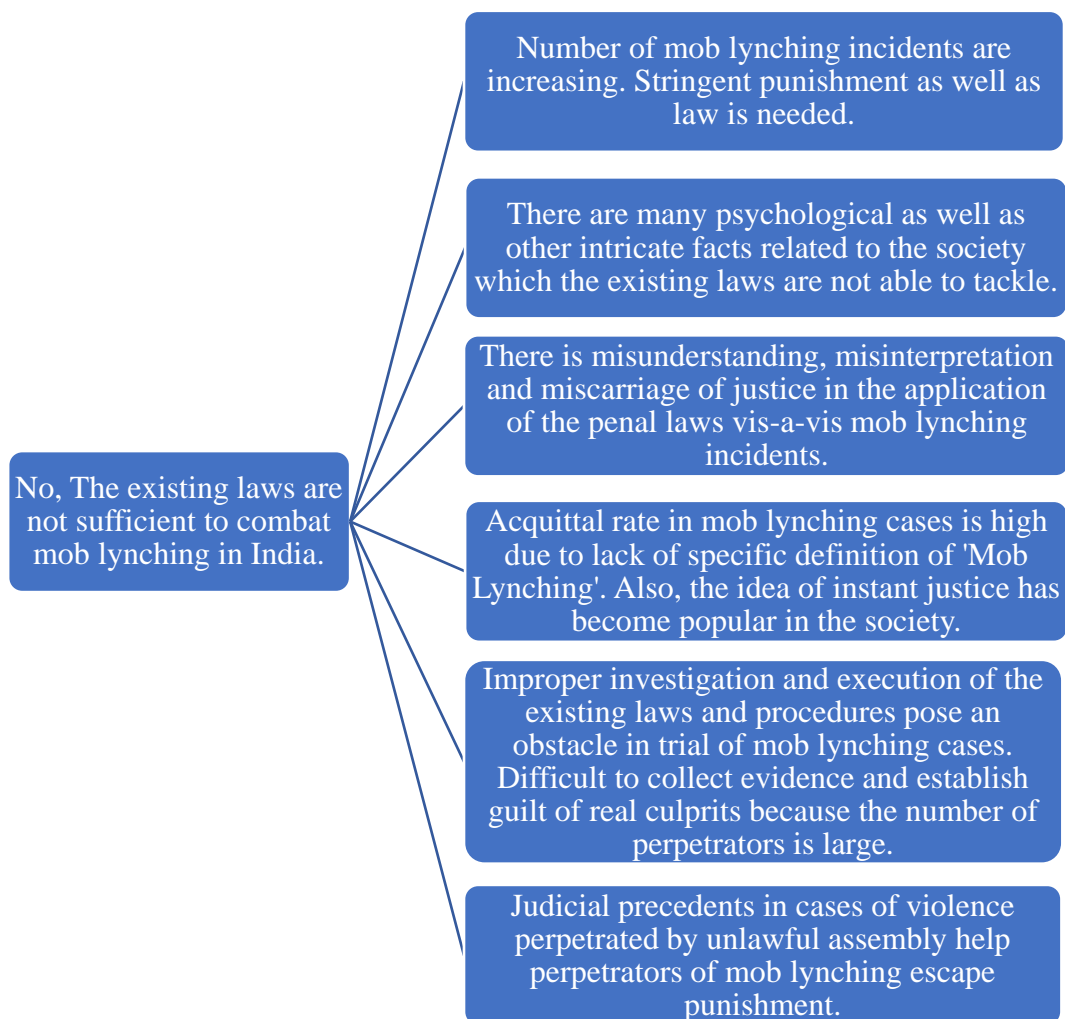 Number of mob lynching incidents are
increasing. Stringent punishment as well as
law is needed.
There are many psychological as well as
other intricate facts related to the society
which the existing laws are not able to tackle.
There is misunderstanding, misinterpretation
and miscarriage of justice in the application
of the penal laws vis-a-vis mob lynching
incidents.
No, The existing laws are
not sufficient to combat
mob lynching in India.
Acquittal rate in mob lynching cases is high
due to lack of specific definition of 'Mob
Lynching'. Also, the idea of instant justice has
become popular in the society.
Improper investigation and execution of the
existing laws and procedures pose an
obstacle in trial of mob lynching cases.
Difficult to collect evidence and establish
guilt of real culprits because the number of
perpetrators is large.
Judicial precedents in cases of violence
perpetrated by unlawful assembly help
perpetrators of mob lynching escape
punishment.